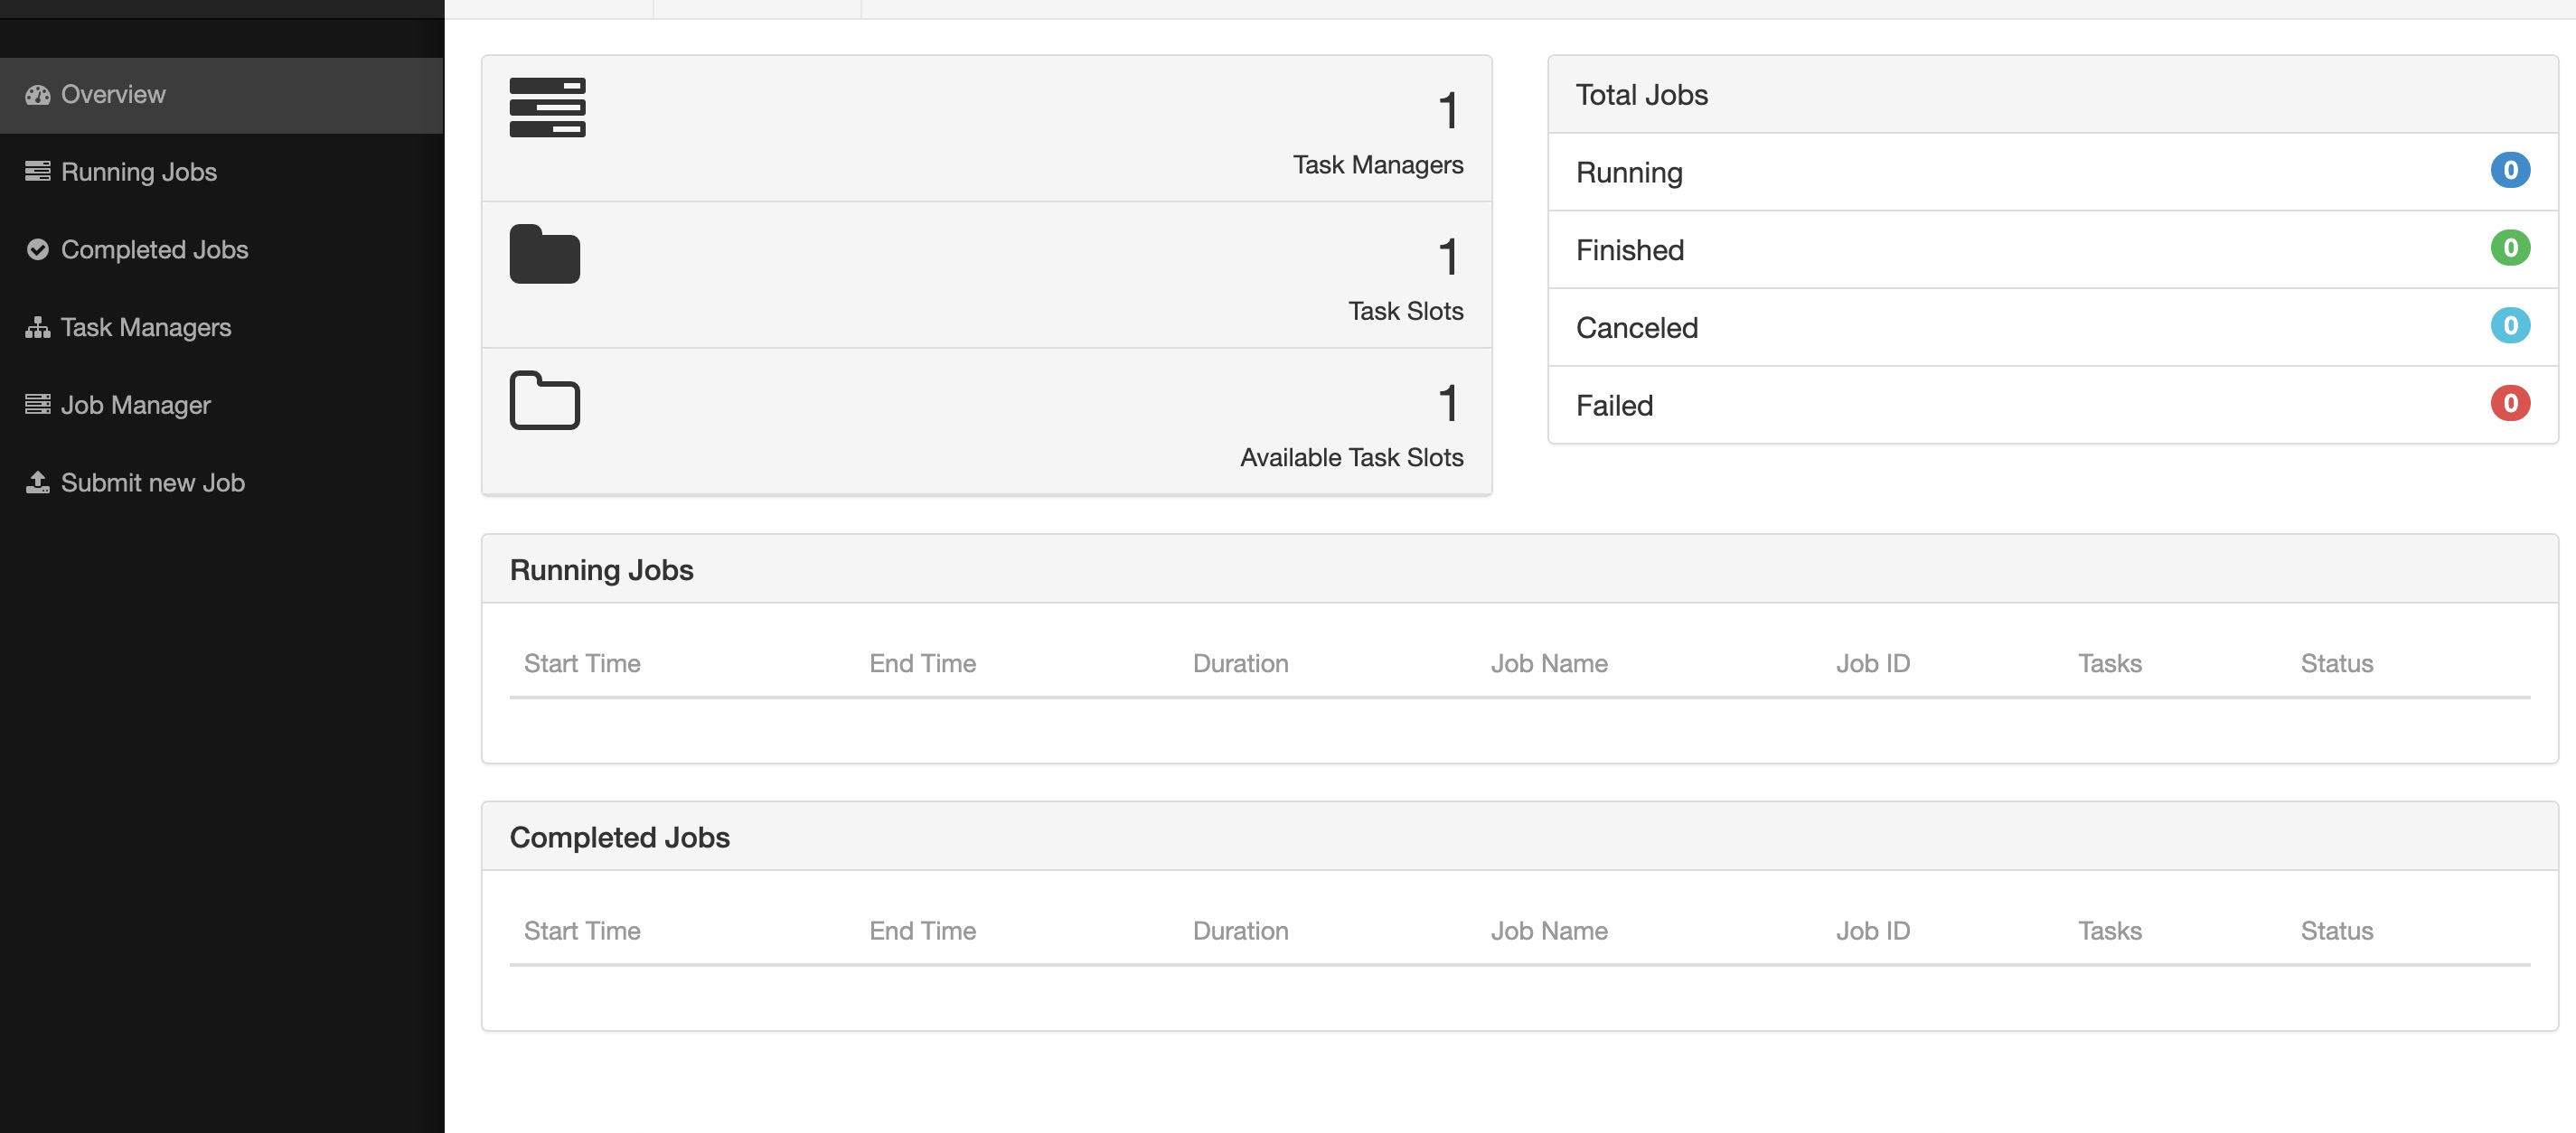 Overview
Running Jobs
Completed Jobs
Task Managers
Job Manager
Submit new Job
1
Task Managers
1
Task Slots
1
Available Task Slots
Total Jobs
Running 0
Finished 0
Canceled 0
Failed 0
Running Jobs
Start Time End Time Duration Job Name Job ID Tasks Status
Completed Jobs
Start Time End Time Duration Job Name Job ID Tasks Status